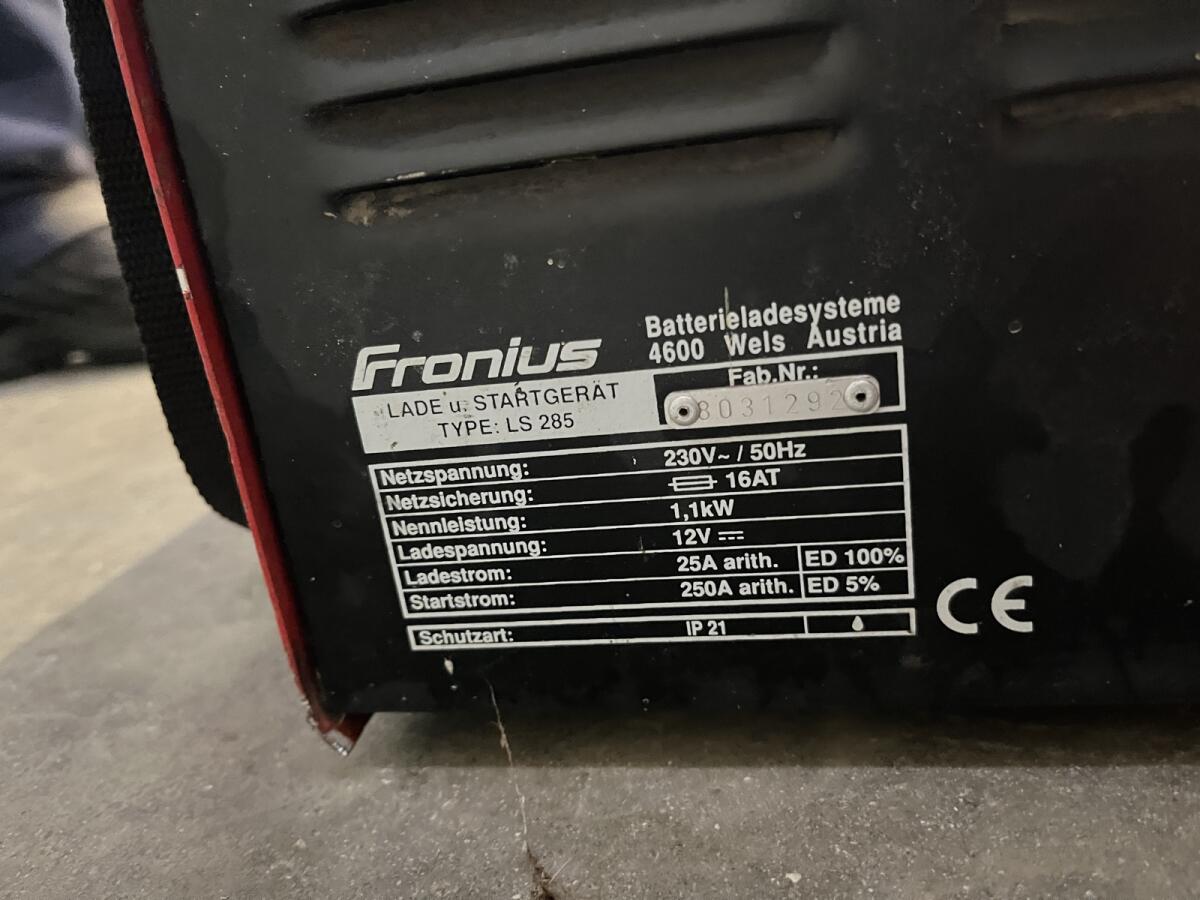 Fronius
Batterieladesysteme
4600 Wels Austria
LADE u. STARTGERÄT
TYPE: LS 285
Fab.Nr.:
8031292
Netzspannung: 230V~ / 50Hz
Netzsicherung: 16AT
Nennleistung: 1,1kW
Ladespannung: 12V ⎓
Ladestrom: 25A arith. ED 100%
Startstrom: 250A arith. ED 5%
Schutzart: IP 21
CE